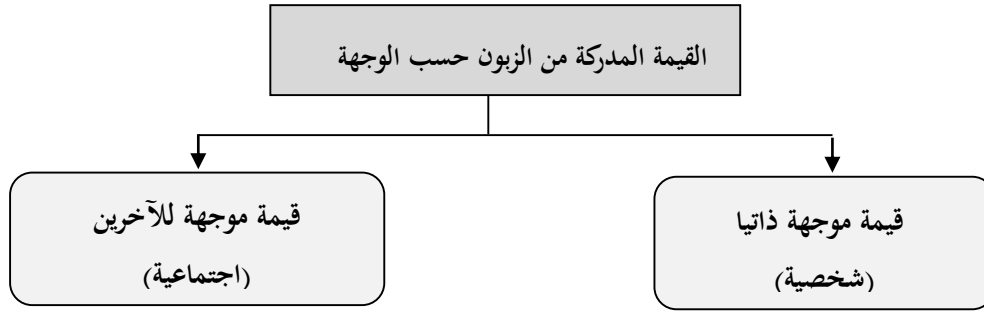 القيمة المدركة من الزبون حسب الوجهة
قيمة موجهة ذاتيا
(شخصية)
قيمة موجهة للآخرين
(اجتماعية)